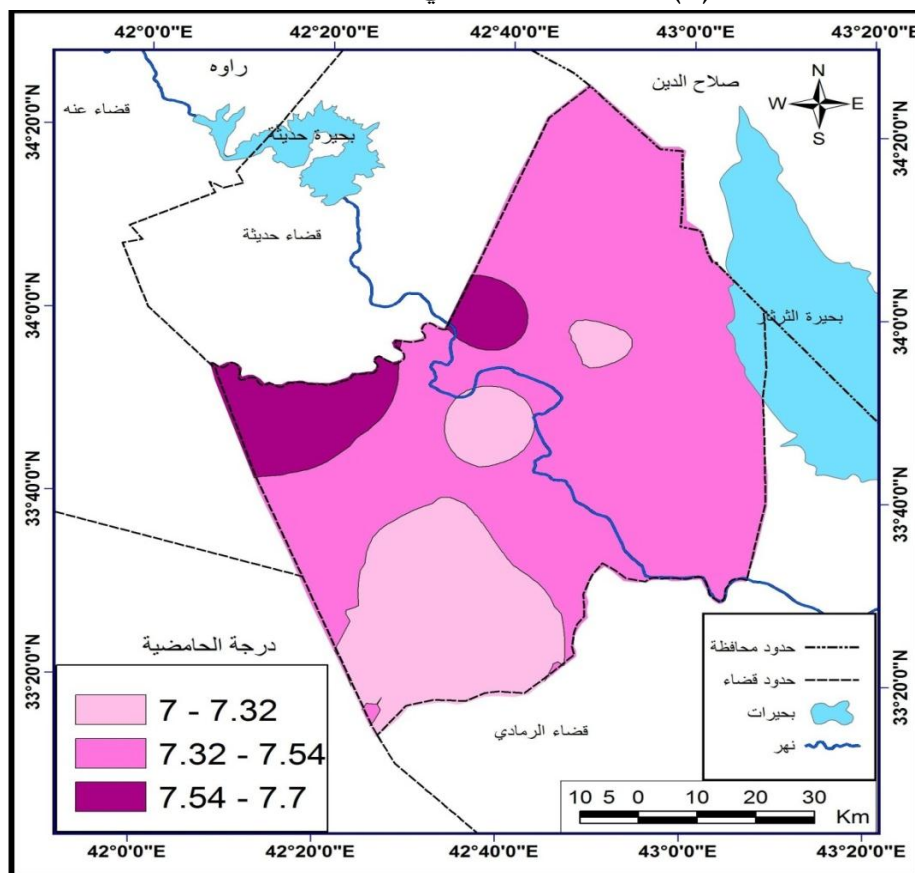 42°0'0"E 42°20'0"E 42°40'0"E 43°0'0"E 43°20'0"E
راوه
صلاح الدين
قضاء عنه
N
W E
S
34°20'0"N
34°20'0"N
بحيرة حديثة
قضاء حديثة
34°0'0"N
34°0'0"N
بحيرة الثرثار
33°40'0"N
33°40'0"N
33°20'0"N
33°20'0"N
درجة الحامضية
7 - 7.32
7.32 - 7.54
7.54 - 7.7
قضاء الرمادي
حدود محافظة
حدود قضاء
بحيرات
نهر
10 5 0 10 20 30
Km
42°0'0"E 42°20'0"E 42°40'0"E 43°0'0"E 43°20'0"E